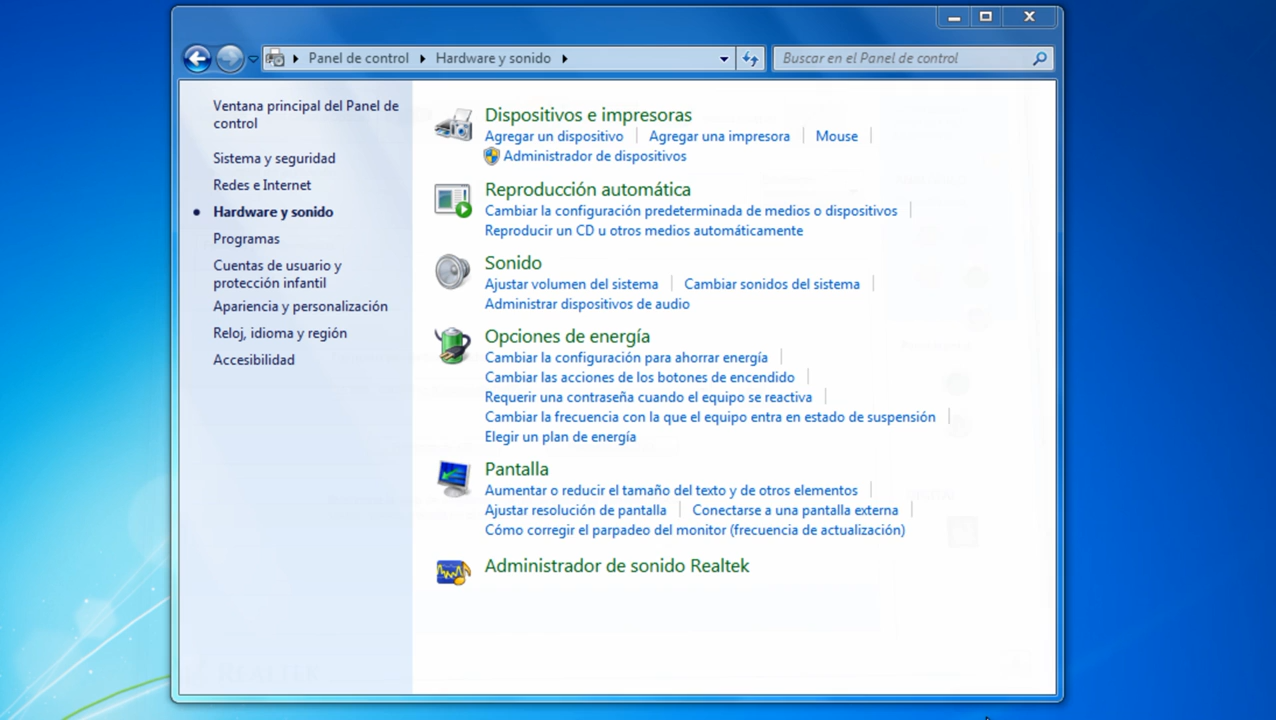 Panel de control
Hardware y sonido
Buscar en el Panel de control
Ventana principal del Panel de
control
Sistema y seguridad
Redes e Internet
Hardware y sonido
Programas
Cuentas de usuario y
protección infantil
Apariencia y personalización
Reloj, idioma y región
Accesibilidad
Dispositivos e impresoras
Agregar un dispositivo
Agregar una impresora
Mouse
Administrador de dispositivos
Reproducción automática
Cambiar la configuración predeterminada de medios o dispositivos
Reproducir un CD u otros medios automáticamente
Sonido
Ajustar volumen del sistema
Cambiar sonidos del sistema
Administrar dispositivos de audio
Opciones de energía
Cambiar la configuración para ahorrar energía
Cambiar las acciones de los botones de encendido
Requerir una contraseña cuando el equipo se reactiva
Cambiar la frecuencia con la que el equipo entra en estado de suspensión
Elegir un plan de energía
Pantalla
Aumentar o reducir el tamaño del texto y de otros elementos
Ajustar resolución de pantalla
Conectarse a una pantalla externa
Cómo corregir el parpadeo del monitor (frecuencia de actualización)
Administrador de sonido Realtek
REALTEK